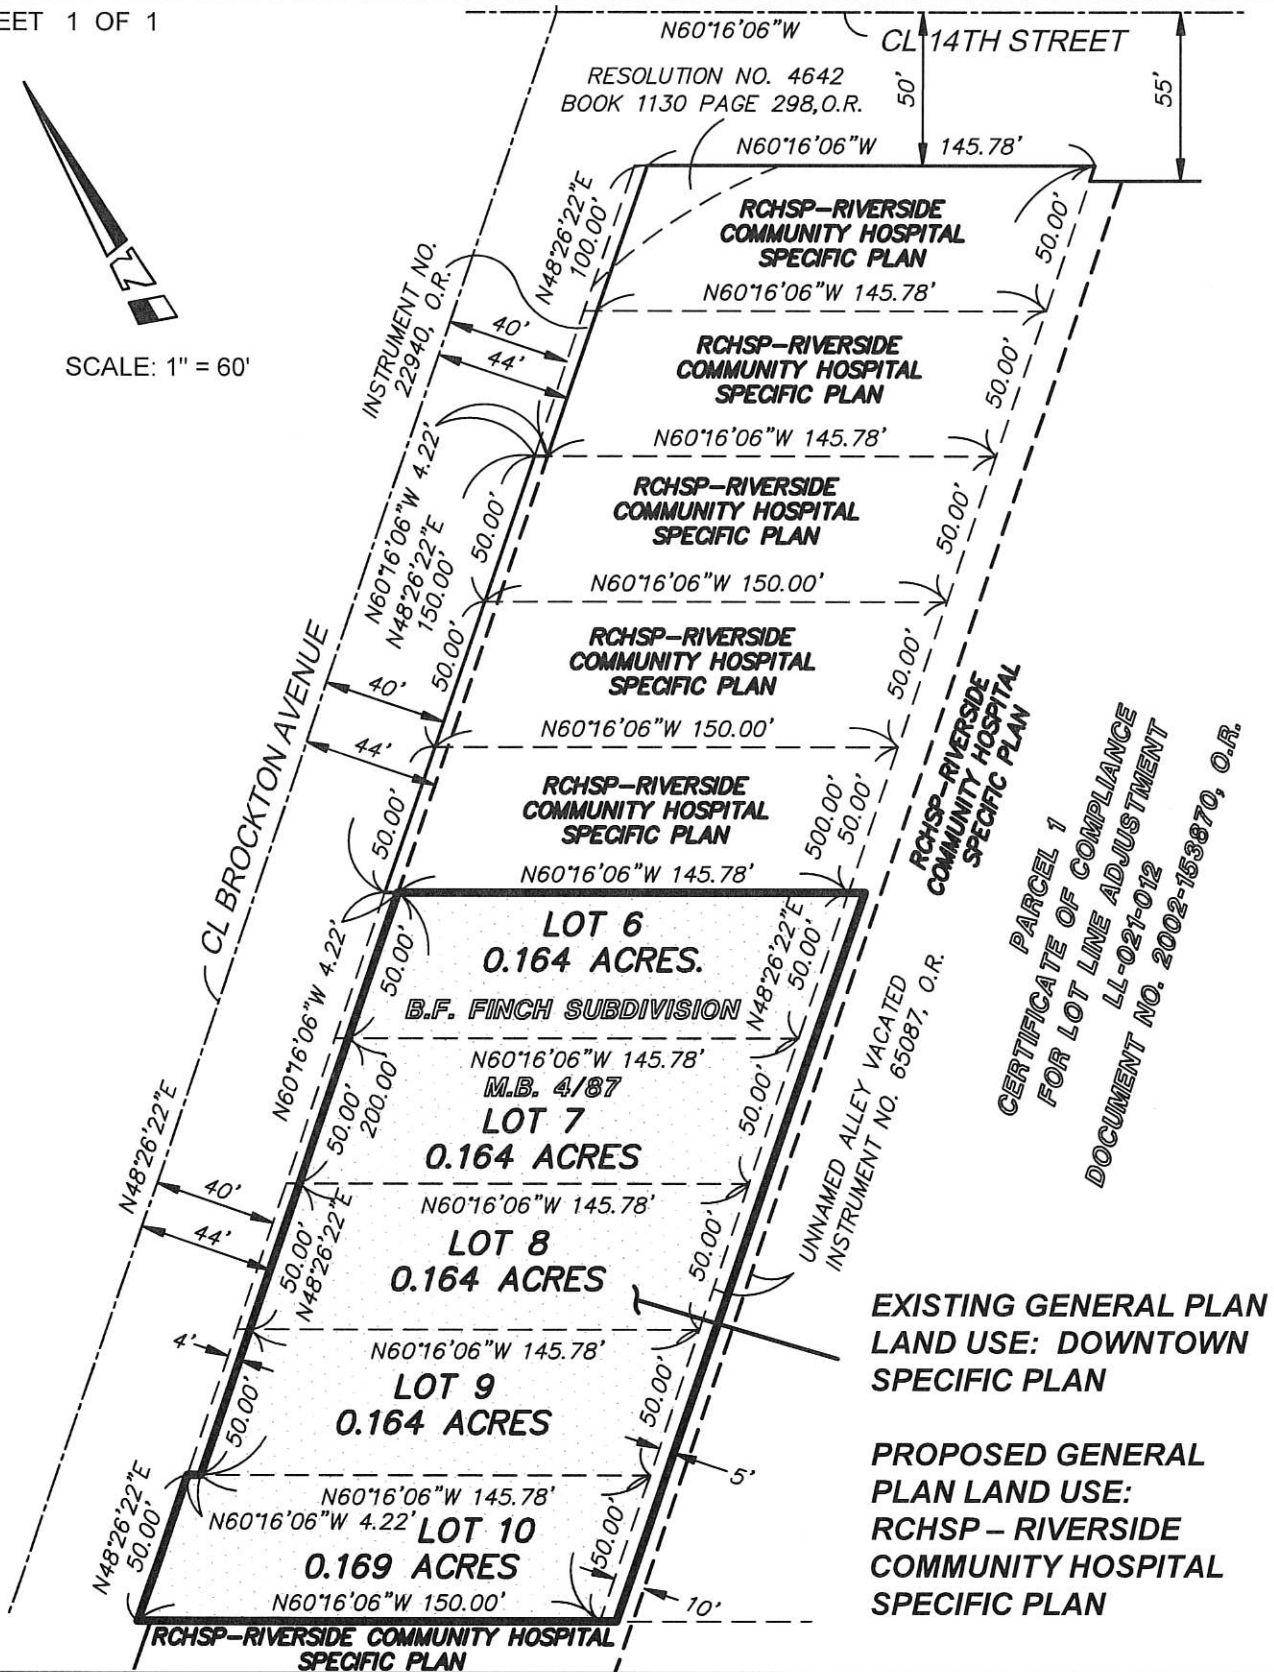 EET 1 OF 1
N60°16'06"W
CL 14TH STREET
RESOLUTION NO. 4642
BOOK 1130 PAGE 298,O.R.
50'
55'
N60°16'06"W 145.78'
SCALE: 1" = 60'
N
N48°26'22"E
100.00'
RCHSP-RIVERSIDE
COMMUNITY HOSPITAL
SPECIFIC PLAN
50.00'
INSTRUMENT NO.
22940, O.R.
N60°16'06"W 145.78'
40'
44'
RCHSP-RIVERSIDE
COMMUNITY HOSPITAL
SPECIFIC PLAN
50.00'
N60°16'06"W 145.78'
N60°16'06"W 4.22'
N48°26'22"E
150.00'
50.00'
RCHSP-RIVERSIDE
COMMUNITY HOSPITAL
SPECIFIC PLAN
50.00'
N60°16'06"W 150.00'
50.00'
RCHSP-RIVERSIDE
COMMUNITY HOSPITAL
SPECIFIC PLAN
50.00'
CL BROCKTON AVENUE
40'
44'
N60°16'06"W 150.00'
50.00'
RCHSP-RIVERSIDE
COMMUNITY HOSPITAL
SPECIFIC PLAN
500.00'
50.00'
RCHSP-RIVERSIDE
COMMUNITY HOSPITAL
SPECIFIC PLAN
PARCEL 1
CERTIFICATE OF COMPLIANCE
FOR LOT LINE ADJUSTMENT
LL-021-012
DOCUMENT NO. 2002-153870, O.R.
N60°16'06"W 145.78'
N60°16'06"W 4.22'
50.00'
LOT 6
0.164 ACRES.
N48°26'22"E
50.00'
B.F. FINCH SUBDIVISION
N60°16'06"W 145.78'
M.B. 4/87
50.00'
200.00'
LOT 7
0.164 ACRES
50.00'
UNNAMED ALLEY VACATED
INSTRUMENT NO. 65087, O.R.
N48°26'22"E
40'
44'
N60°16'06"W 145.78'
50.00'
N48°26'22"E
LOT 8
0.164 ACRES
50.00'
EXISTING GENERAL PLAN
LAND USE: DOWNTOWN
SPECIFIC PLAN
4'
N60°16'06"W 145.78'
50.00'
LOT 9
0.164 ACRES
50.00'
5'
PROPOSED GENERAL
PLAN LAND USE:
RCHSP – RIVERSIDE
COMMUNITY HOSPITAL
SPECIFIC PLAN
N60°16'06"W 145.78'
N60°16'06"W 4.22'
N48°26'22"E
50.00'
LOT 10
0.169 ACRES
50.00'
N60°16'06"W 150.00'
10'
RCHSP-RIVERSIDE COMMUNITY HOSPITAL
SPECIFIC PLAN